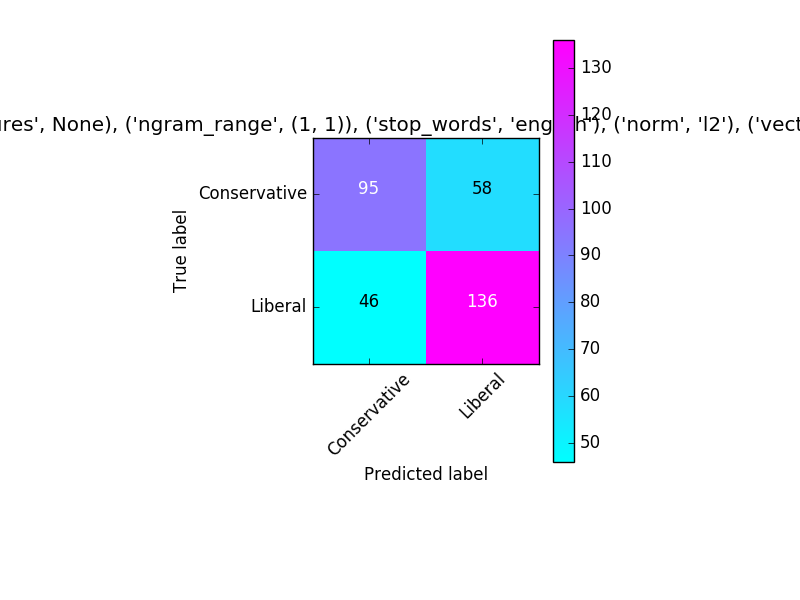 ures', None), ('ngram_range', (1, 1)), ('stop_words', 'english'), ('norm', 'l2'), ('vect
130
120
110
100
90
80
70
60
50
True label
Conservative
95
58
Liberal
46
136
Conservative
Liberal
Predicted label